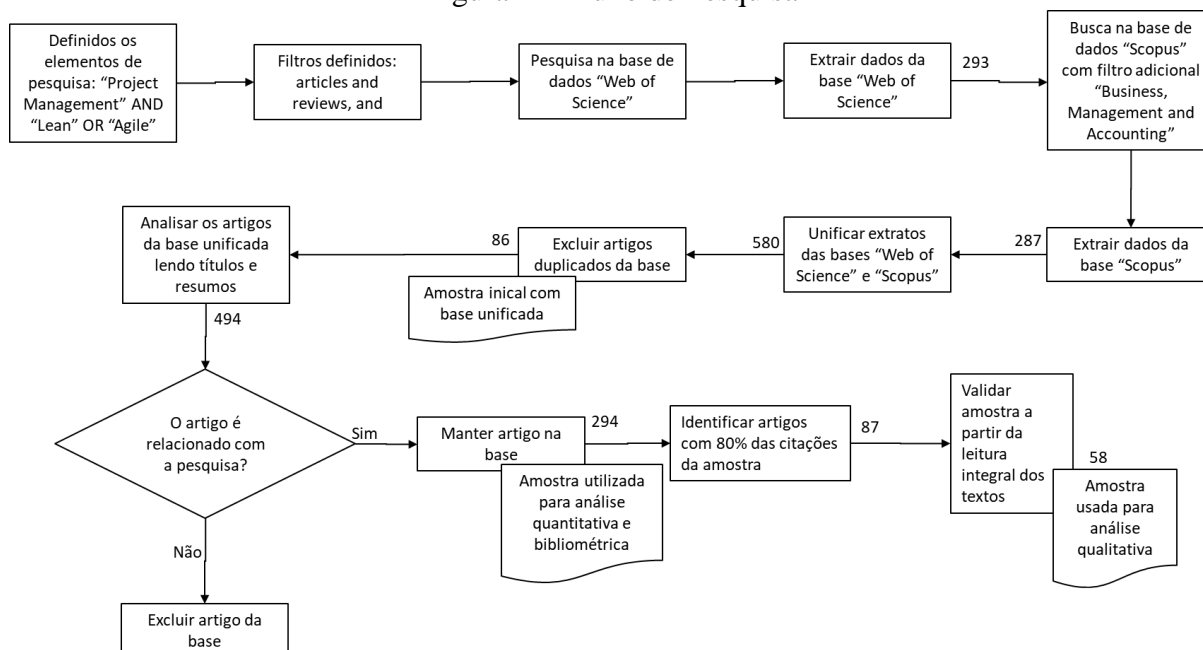 Definidos os
elementos de
pesquisa: “Project
Management” AND
“Lean” OR “Agile”
Filtros definidos:
articles and
reviews, and
Pesquisa na base de
dados “Web of
Science”
Extrair dados da
base “Web of
Science”
293
Busca na base de
dados “Scopus”
com filtro adicional
“Business,
Management and
Accounting”
Extrair dados da
base “Scopus”
287
Unificar extratos
das bases “Web of
Science” e “Scopus”
580
Excluir artigos
duplicados da base
Amostra inical com
base unificada
86
Analisar os artigos
da base unificada
lendo títulos e
resumos
494
O artigo é
relacionado com
a pesquisa?
Sim
Manter artigo na
base
Amostra utilizada
para análise
quantitativa e
bibliométrica
294
Identificar artigos
com 80% das citações
da amostra
87
Validar
amostra a
partir da
leitura
integral dos
textos
58
Amostra
usada para
análise
qualitativa
Não
Excluir artigo da
base